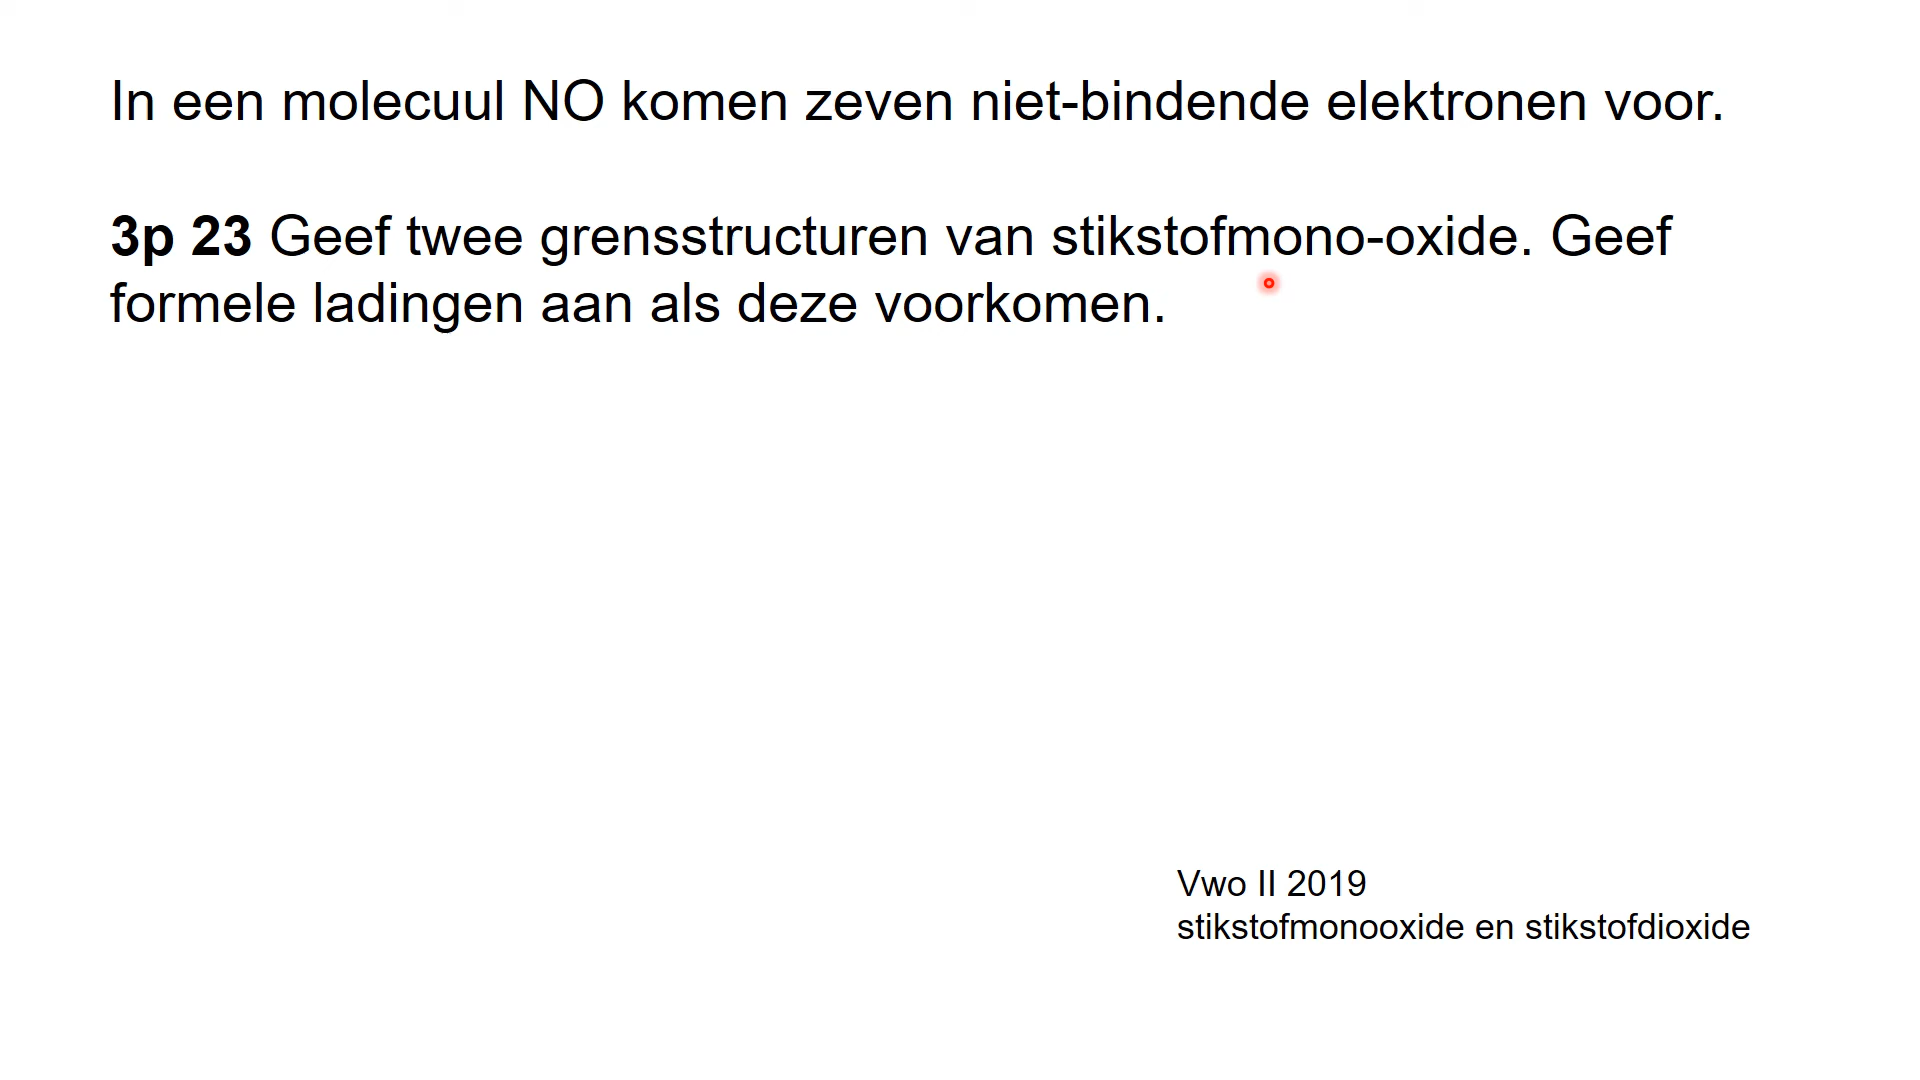 In een molecuul NO komen zeven niet-bindende elektronen voor.
3p 23 Geef twee grensstructuren van stikstofmono-oxide. Geef
formele ladingen aan als deze voorkomen.
Vwo II 2019
stikstofmonooxide en stikstofdioxide